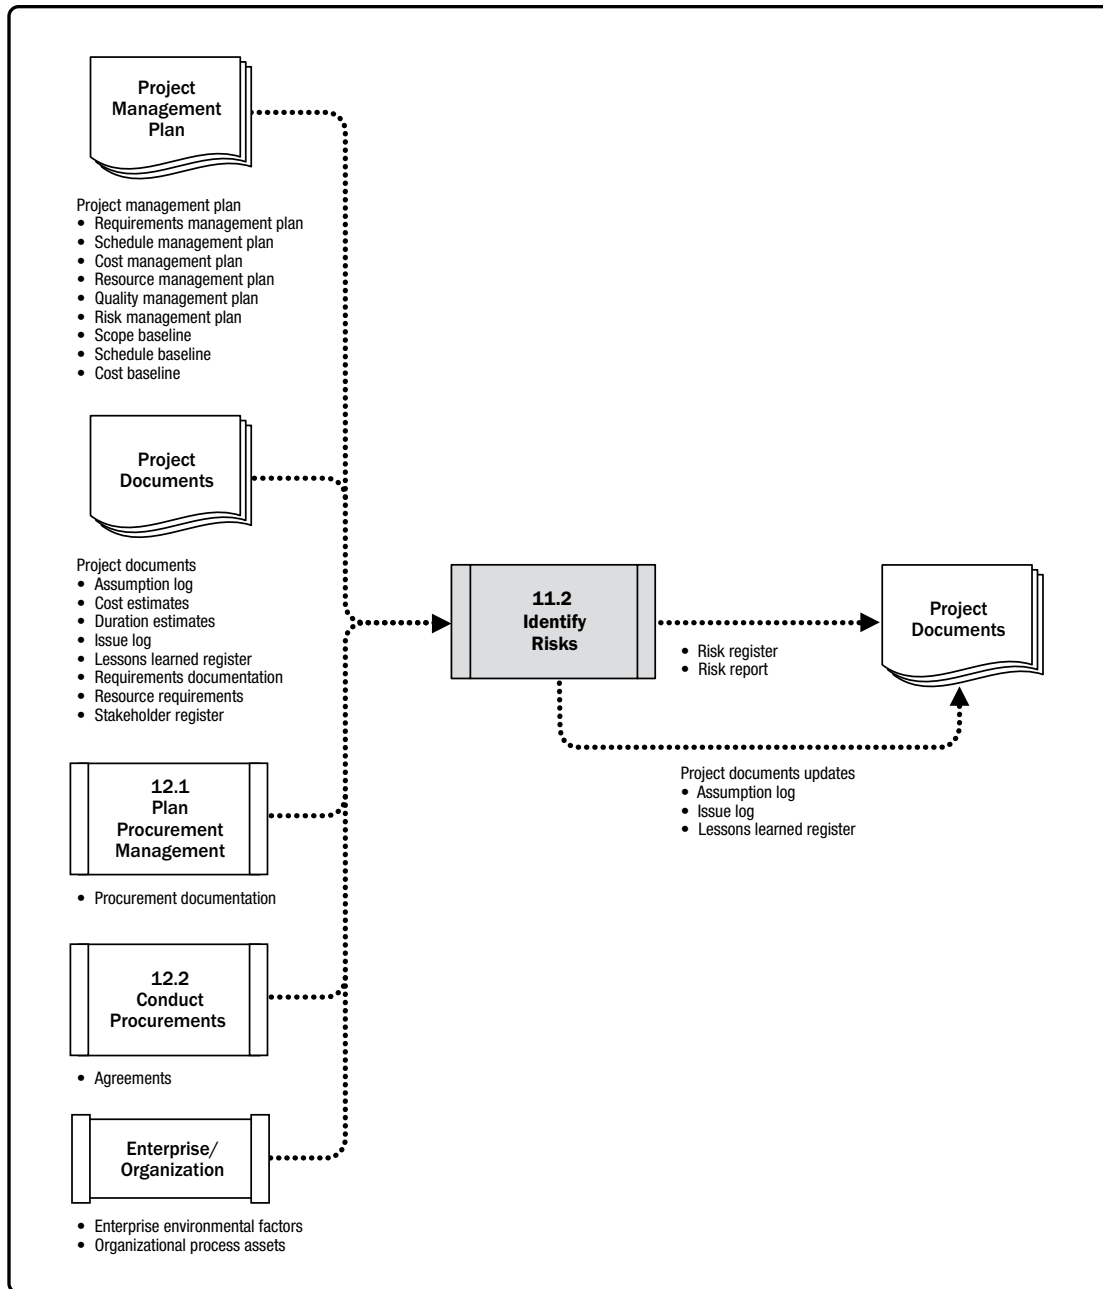 Project
Management
Plan
Project management plan
• Requirements management plan
• Schedule management plan
• Cost management plan
• Resource management plan
• Quality management plan
• Risk management plan
• Scope baseline
• Schedule baseline
• Cost baseline
Project
Documents
Project documents
• Assumption log
• Cost estimates
• Duration estimates
• Issue log
• Lessons learned register
• Requirements documentation
• Resource requirements
• Stakeholder register
12.1
Plan
Procurement
Management
• Procurement documentation
12.2
Conduct
Procurements
• Agreements
Enterprise/
Organization
• Enterprise environmental factors
• Organizational process assets
11.2
Identify
Risks
• Risk register
• Risk report
Project
Documents
Project documents updates
• Assumption log
• Issue log
• Lessons learned register